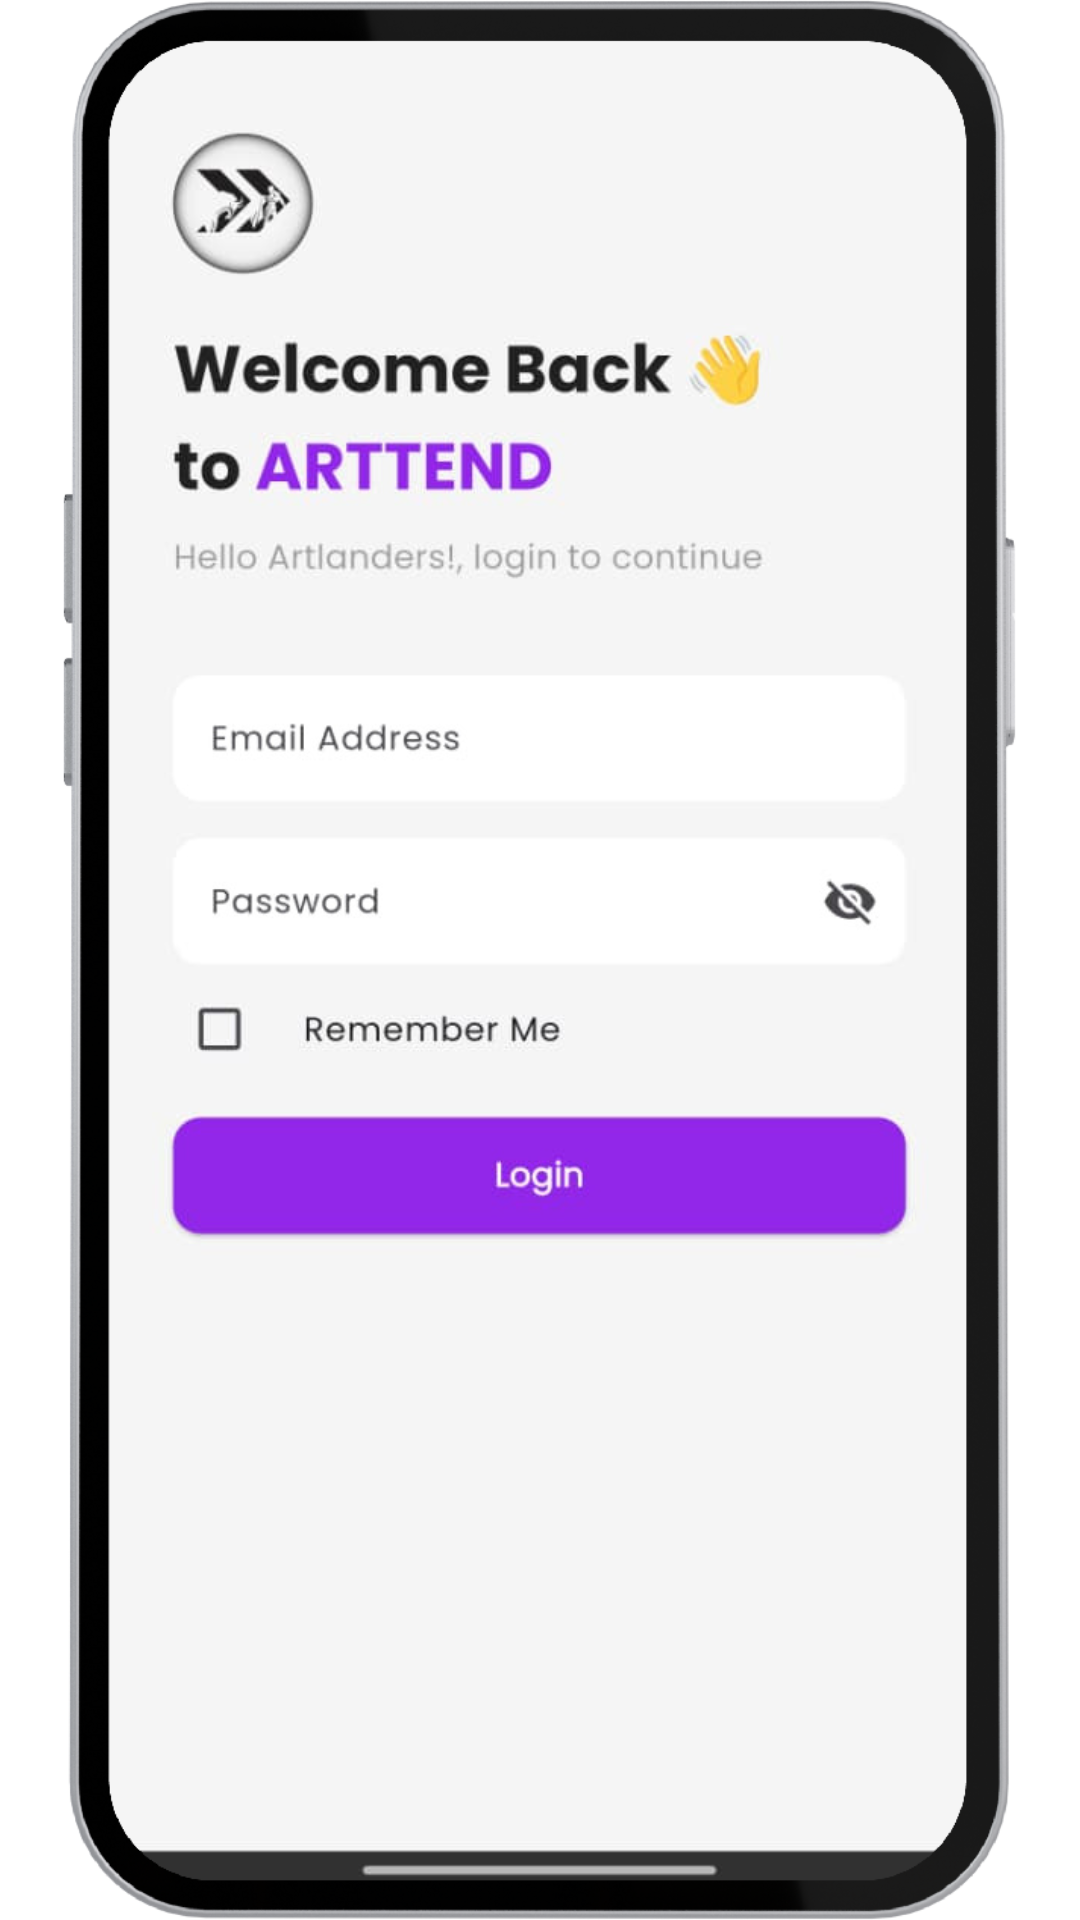 Welcome Back 👋
to ARTTEND
Hello Artlanders!, login to continue
Email Address
Password
Remember Me
Login